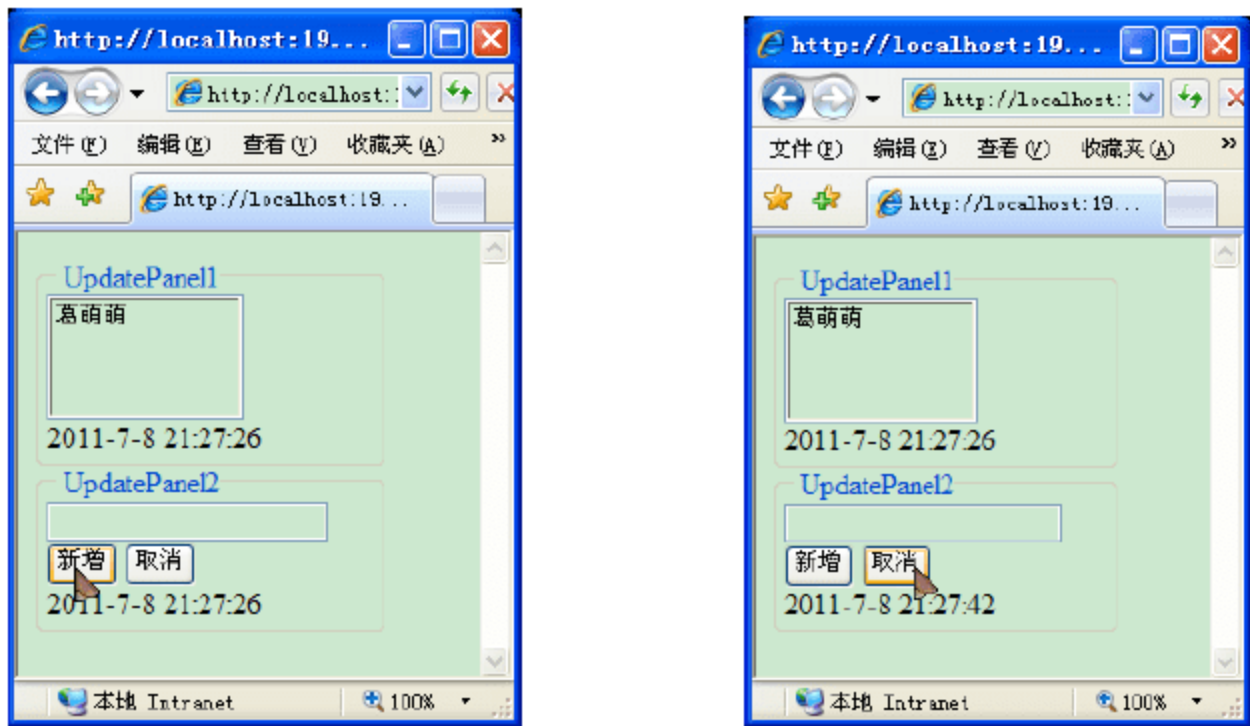 http://localhost:19...
http://localhost:
文件(F) 编辑(E) 查看(V) 收藏夹(A) »
http://localhost:19...
UpdatePanel1
葛萌萌
2011-7-8 21:27:26
UpdatePanel2
新增 取消
2011-7-8 21:27:26
本地 Intranet 100%
http://localhost:19...
http://localhost:
文件(F) 编辑(E) 查看(V) 收藏夹(A) »
http://localhost:19...
UpdatePanel1
葛萌萌
2011-7-8 21:27:26
UpdatePanel2
新增 取消
2011-7-8 21:27:42
本地 Intranet 100%